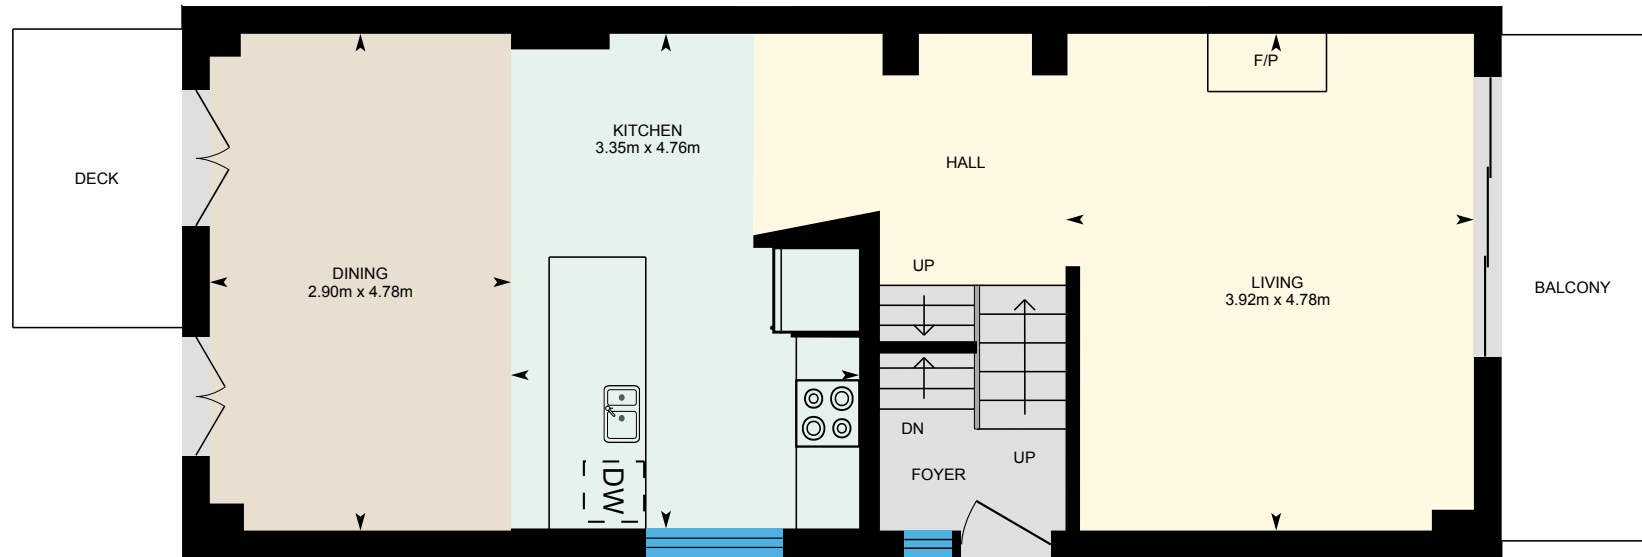 F/P
KITCHEN
3.35m x 4.76m
HALL
DECK
UP
DINING
2.90m x 4.78m
LIVING
3.92m x 4.78m
BALCONY
DN
UP
FOYER
DW